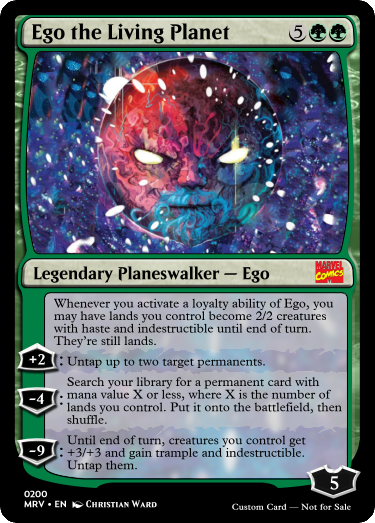 Ego the Living Planet 5
MARVEL
COMICS
Legendary Planeswalker — Ego
Whenever you activate a loyalty ability of Ego, you
may have lands you control become 2/2 creatures
with haste and indestructible until end of turn.
They're still lands.
+2: Untap up to two target permanents.
Search your library for a permanent card with
-4: mana value X or less, where X is the number of
lands you control. Put it onto the battlefield, then
shuffle.
Until end of turn, creatures you control get
-9: +3/+3 and gain trample and indestructible.
Untap them.
5
0200
MRV • EN Christian Ward
Custom Card — Not for Sale